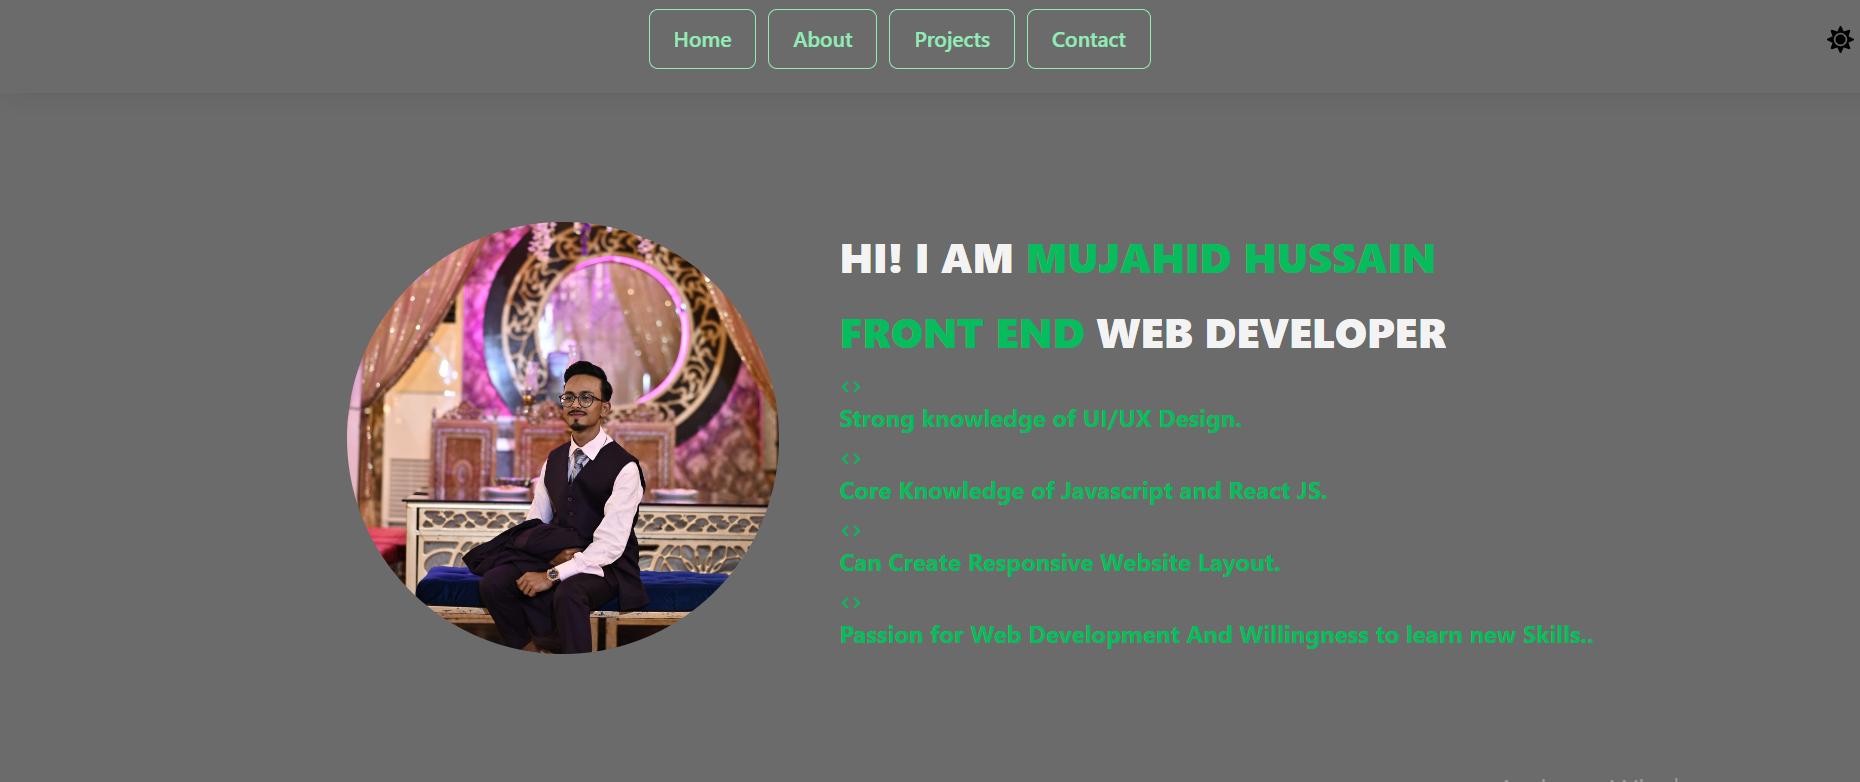 Home About Projects Contact
HI! I AM MUJAHID HUSSAIN
FRONT END WEB DEVELOPER
<>
Strong knowledge of UI/UX Design.
<>
Core Knowledge of Javascript and React JS.
<>
Can Create Responsive Website Layout.
<>
Passion for Web Development And Willingness to learn new Skills..